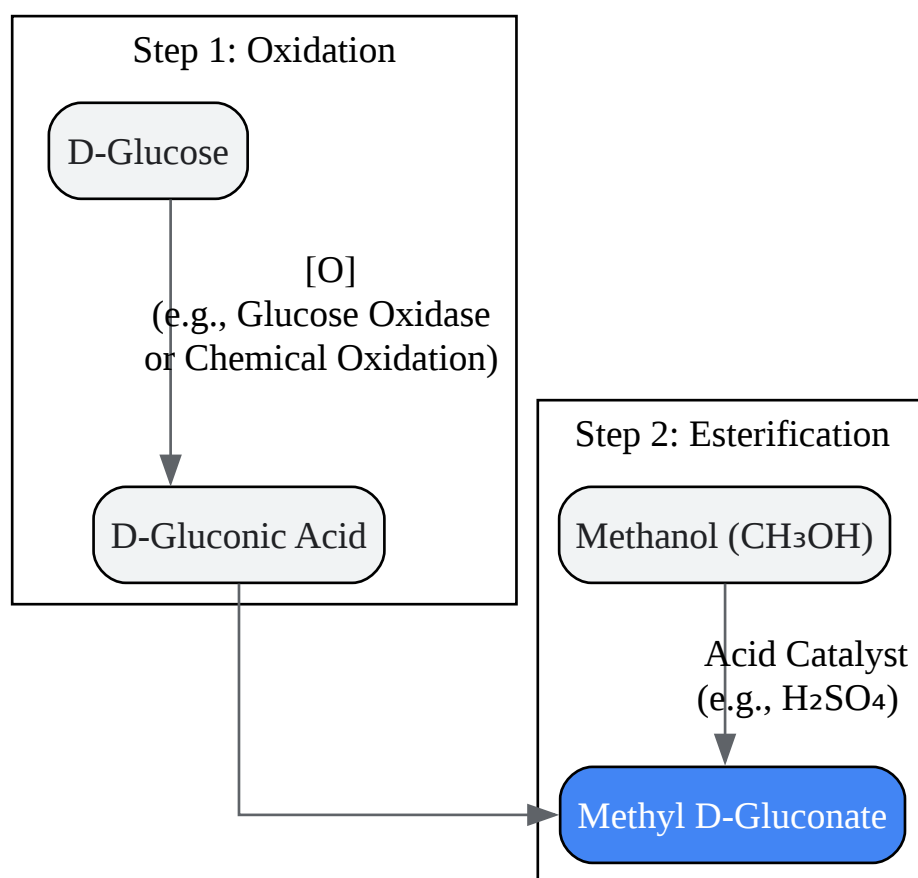 Step 1: Oxidation
D-Glucose
[O]
(e.g., Glucose Oxidase
or Chemical Oxidation)
D-Gluconic Acid
Step 2: Esterification
Methanol (CH₃OH)
Acid Catalyst
(e.g., H₂SO₄)
Methyl D-Gluconate